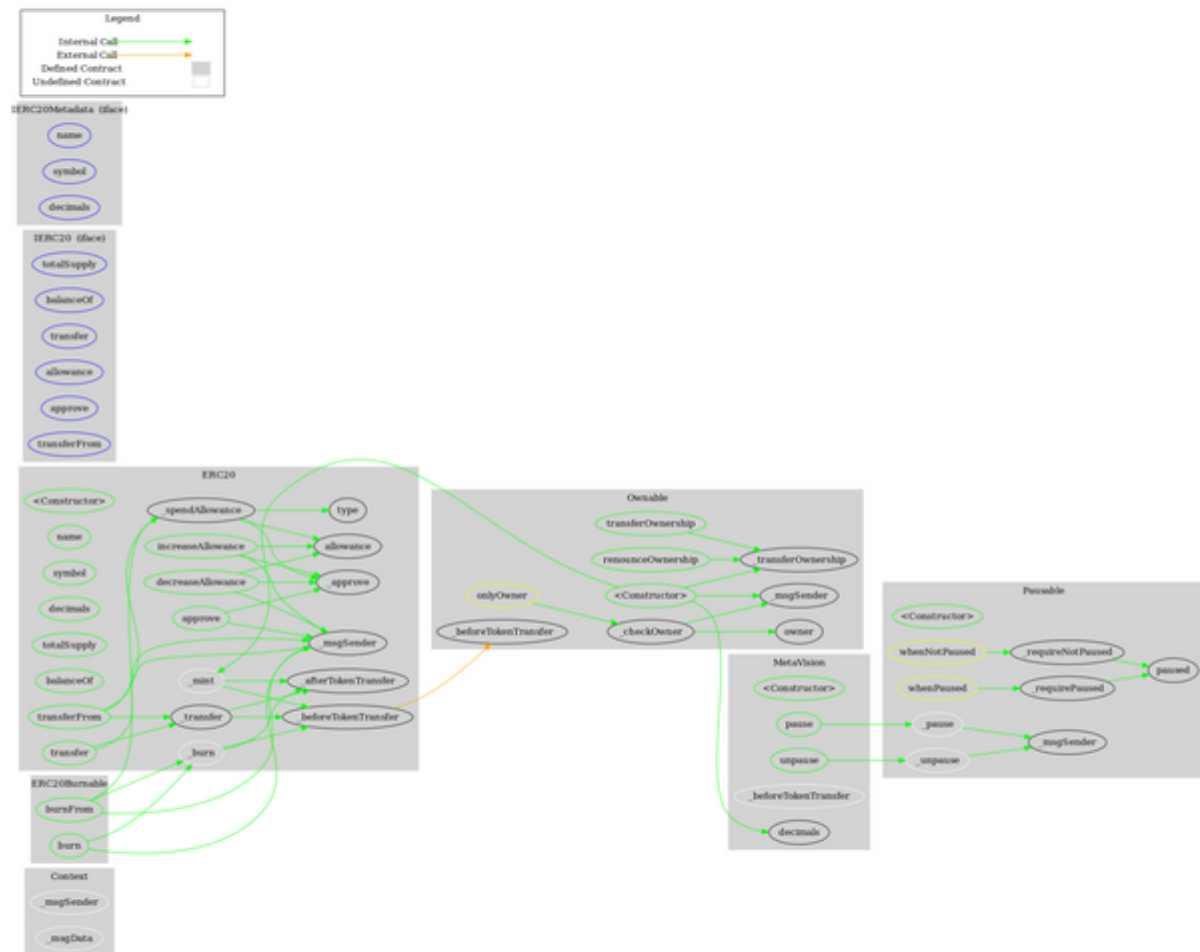 Legend
Internal Call
External Call
Defined Contract
Undefined Contract
IERC20Metadata (iface)
name
symbol
decimals
IERC20 (iface)
totalSupply
balanceOf
transfer
allowance
approve
transferFrom
ERC20
<Constructor>
name
symbol
decimals
totalSupply
balanceOf
transferFrom
transfer
_spendAllowance
increaseAllowance
decreaseAllowance
approve
_mint
_transfer
_burn
type
allowance
_approve
_msgSender
_afterTokenTransfer
_beforeTokenTransfer
ERC20Burnable
burnFrom
burn
Context
_msgSender
_msgData
Ownable
transferOwnership
renounceOwnership
<Constructor>
onlyOwner
_beforeTokenTransfer
_checkOwner
_transferOwnership
_msgSender
owner
MetaVision
<Constructor>
pause
unpause
_beforeTokenTransfer
decimals
Pausable
<Constructor>
whenNotPaused
whenPaused
_pause
_unpause
_requireNotPaused
_requirePaused
_msgSender
paused